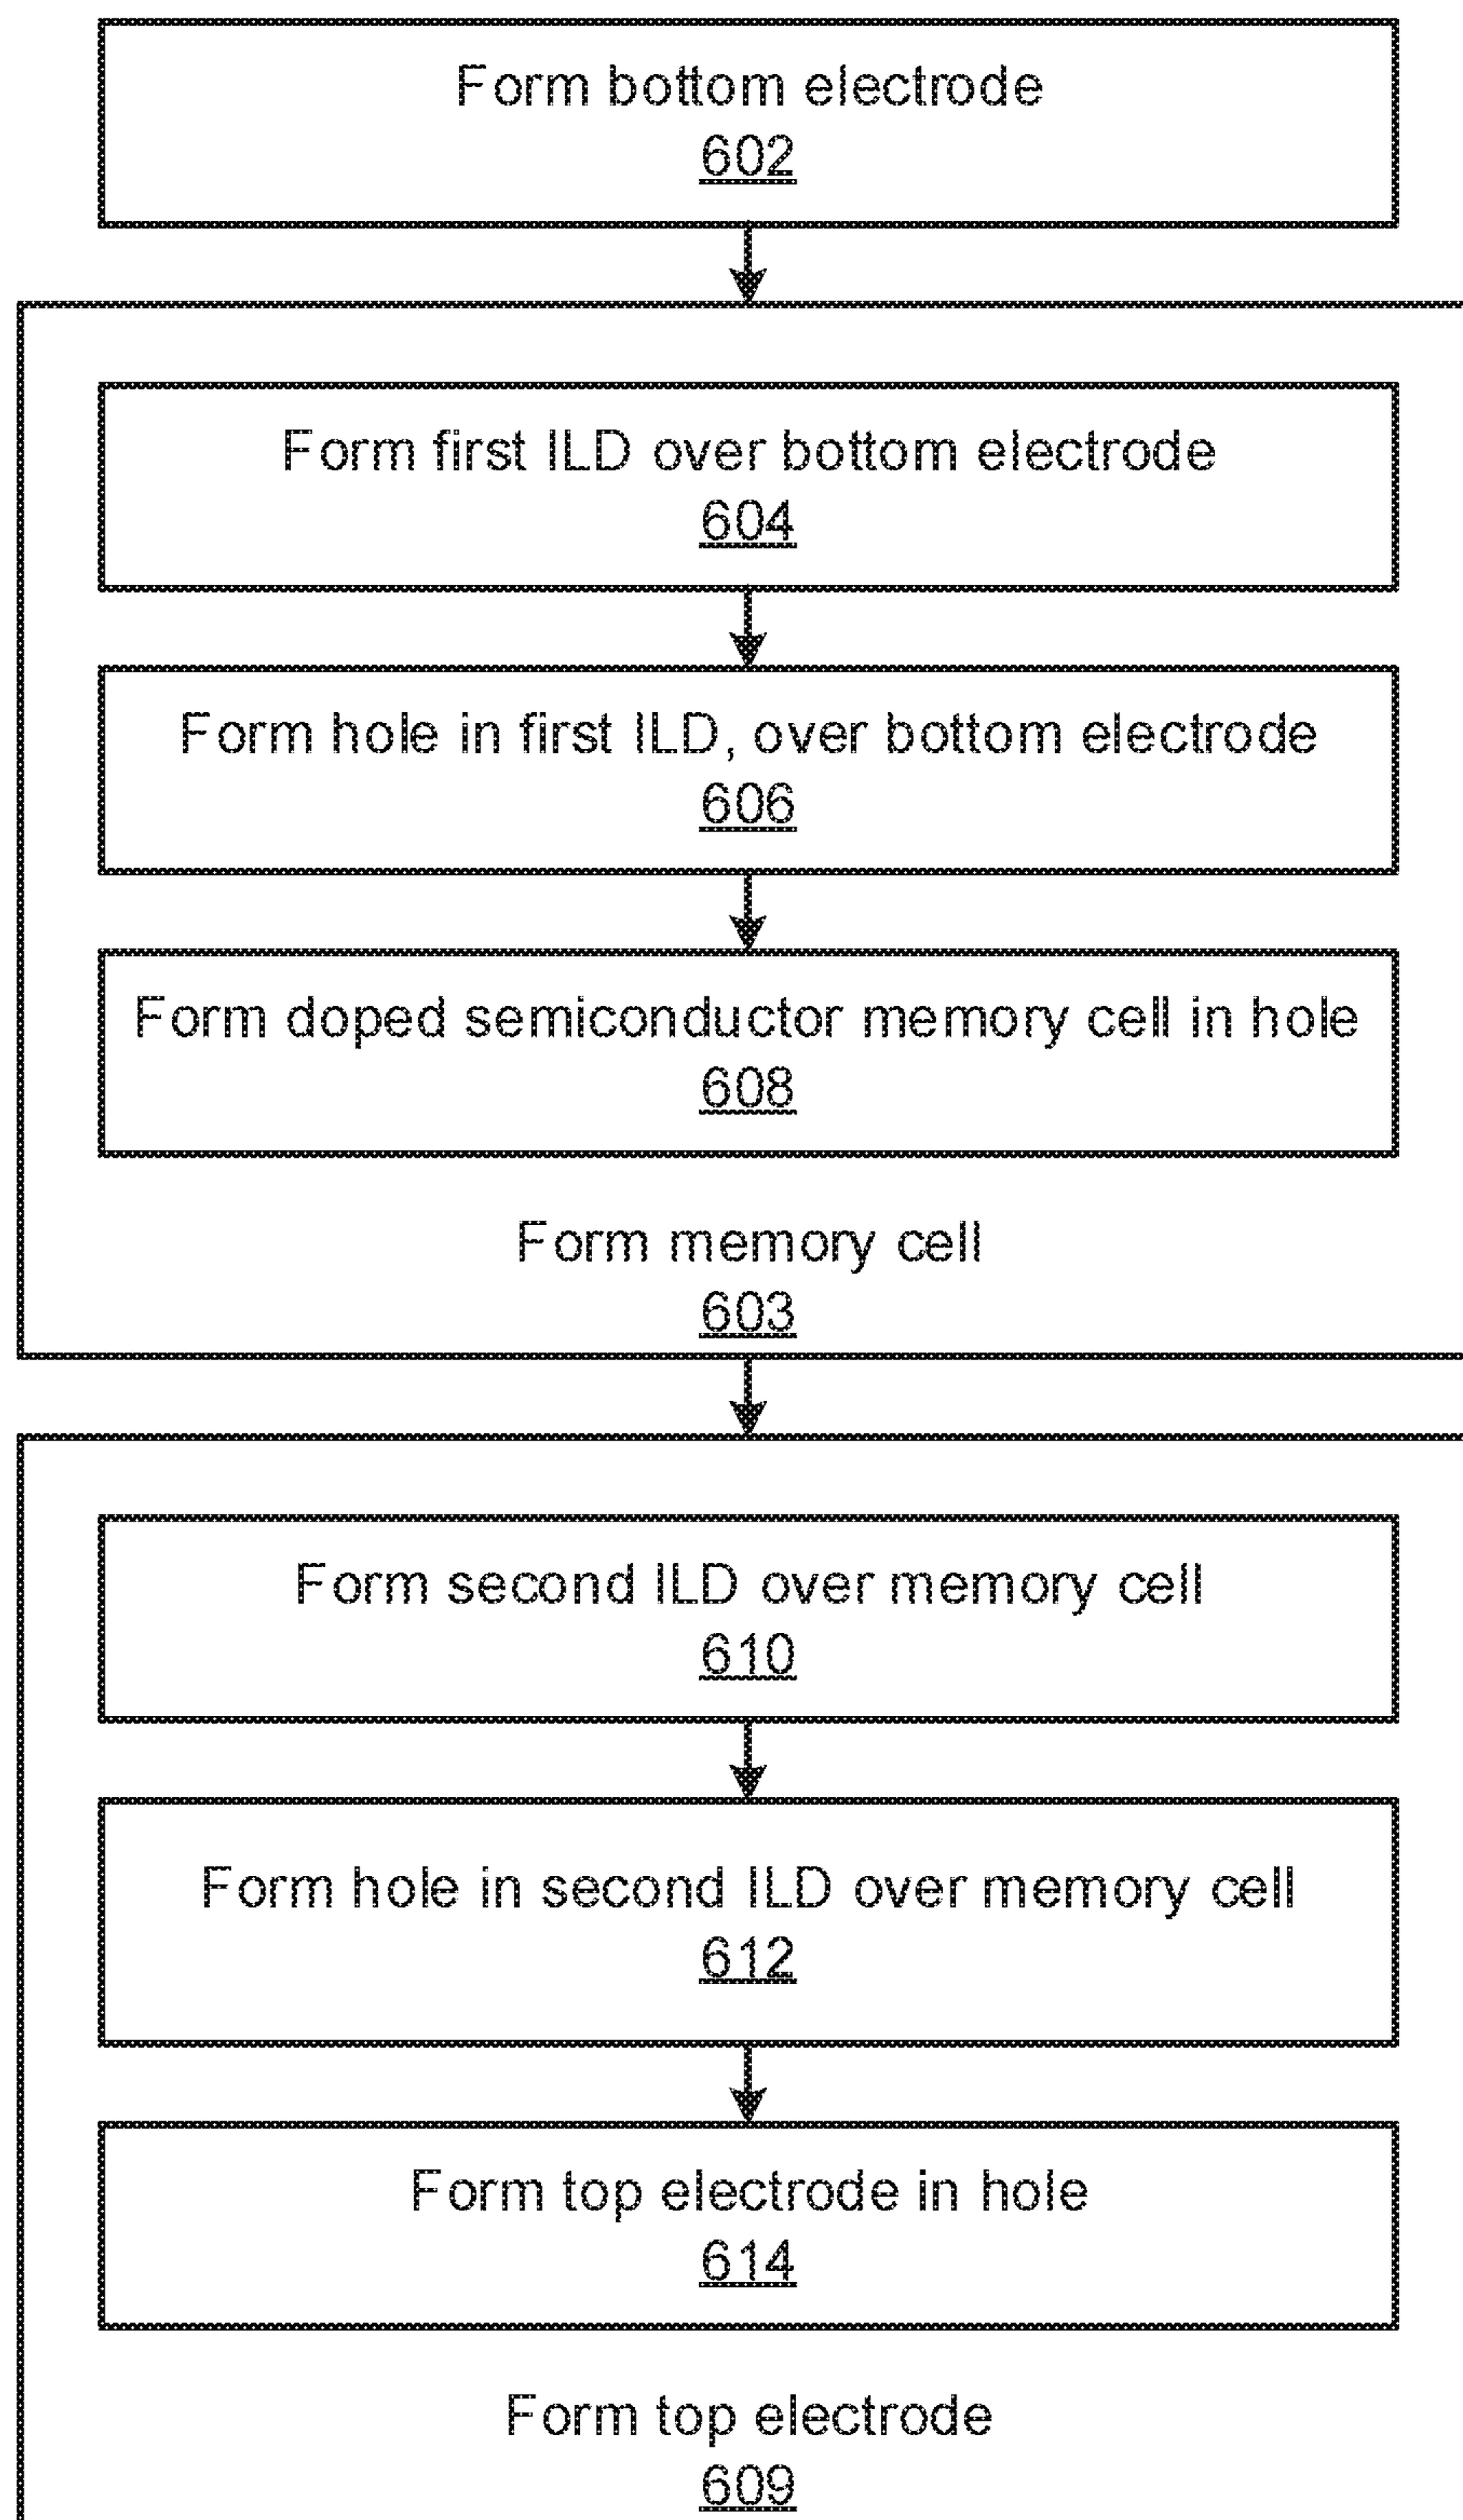 Form bottom electrode
602
Form first ILD over bottom electrode
604
Form hole in first ILD, over bottom electrode
606
Form doped semiconductor memory cell in hole
608
Form memory cell
603
Form second ILD over memory cell
610
Form hole in second ILD over memory cell
612
Form top electrode in hole
614
Form top electrode
609